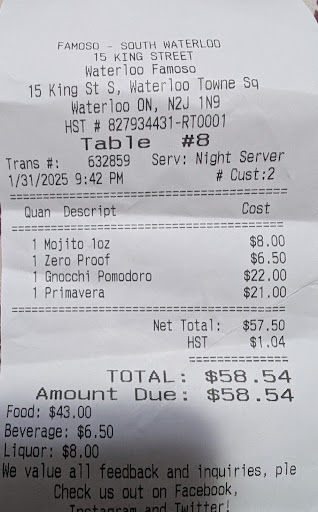 FAMOSO - SOUTH WATERLOO
15 KING STREET
Waterloo Famoso
15 King St S, Waterloo Towne Sq
Waterloo ON, N2J 1N9
HST # 827934431-RT0001
Table #8
Trans #: 632859 Serv: Night Server
1/31/2025 9:42 PM # Cust:2
Quan Descript Cost
1 Mojito 1oz $8.00
1 Zero Proof $6.50
1 Gnocchi Pomodoro $22.00
1 Primavera $21.00
Net Total: $57.50
HST $1.04
TOTAL: $58.54
Amount Due: $58.54
Food: $43.00
Beverage: $6.50
Liquor: $8.00
We value all feedback and inquiries, ple
Check us out on Facebook,
Instagram and Twitter!